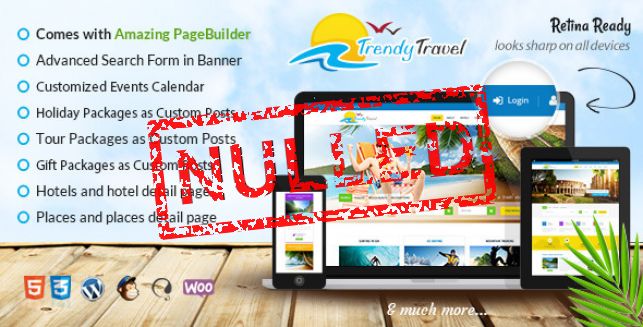 Comes with Amazing PageBuilder
Advanced Search Form in Banner
Customized Events Calendar
Holiday Packages as Custom Posts
Tour Packages as Custom Posts
Gift Packages as Custom Posts
Hotels and hotel detail page
Places and places detail page
TrendyTravel
Retina Ready
looks sharp on all devices
Login
NULLED
WOO
& much more...